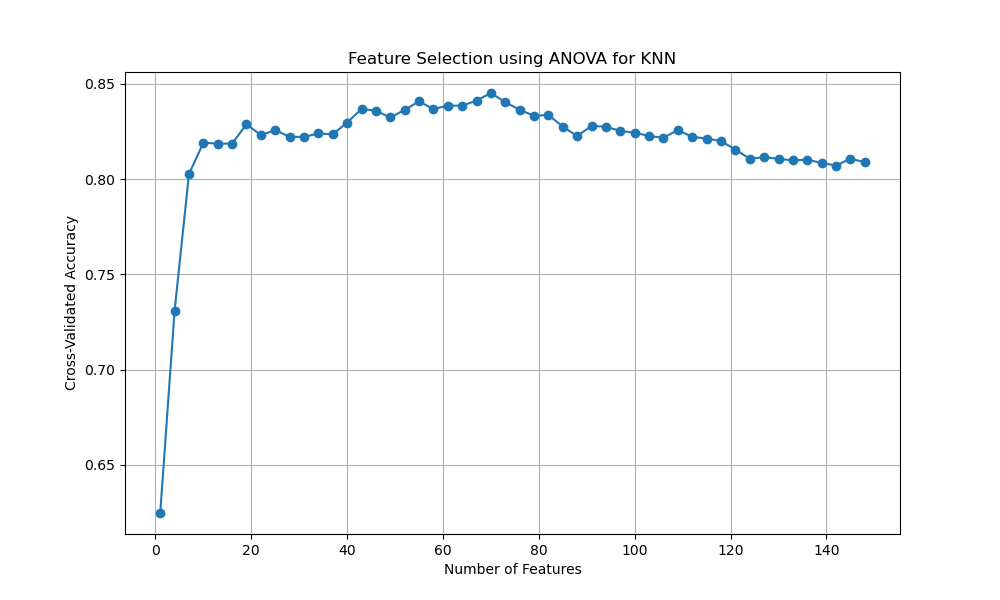 Feature Selection using ANOVA for KNN
Cross-Validated Accuracy
0.85
0.80
0.75
0.70
0.65
0 20 40 60 80 100 120 140
Number of Features